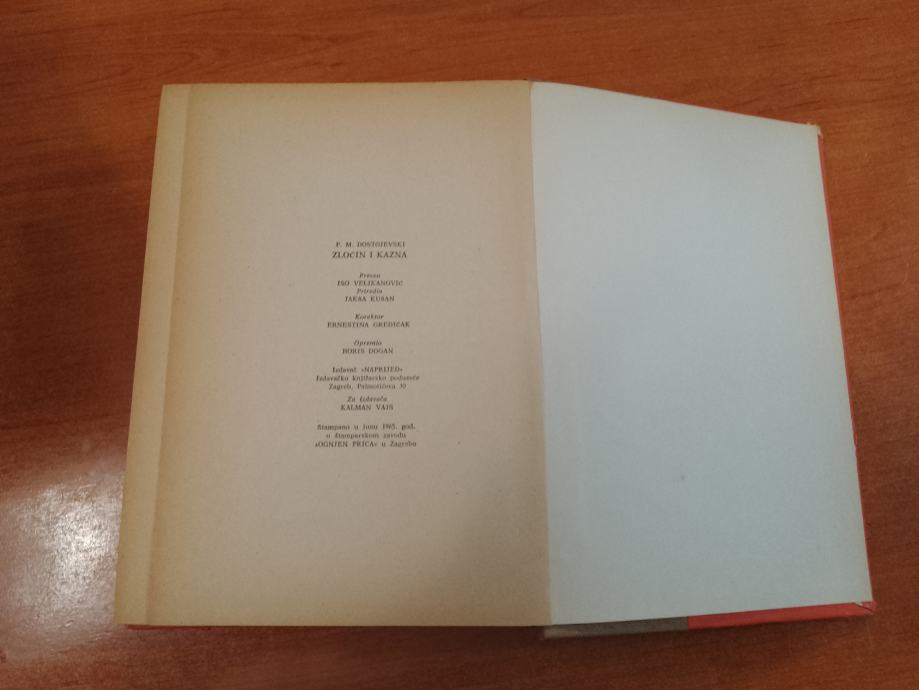 F. M. DOSTOJEVSKI
ZLOČIN I KAZNA
Preveo
ISO VELIKANOVIĆ
Priredio
JAKŠA KUŠAN
Korektor
ERNESTINA GREDIČAK
Opremio
BORIS DOGAN
Izdavač »NAPRIJED«
Izdavačko knjižarsko poduzeće
Zagreb, Palmotićeva 30
Za izdavača
KALMAN VAJS
Štampano u junu 1965. god.
u štamparskom zavodu
»OGNJEN PRICA« u Zagrebu